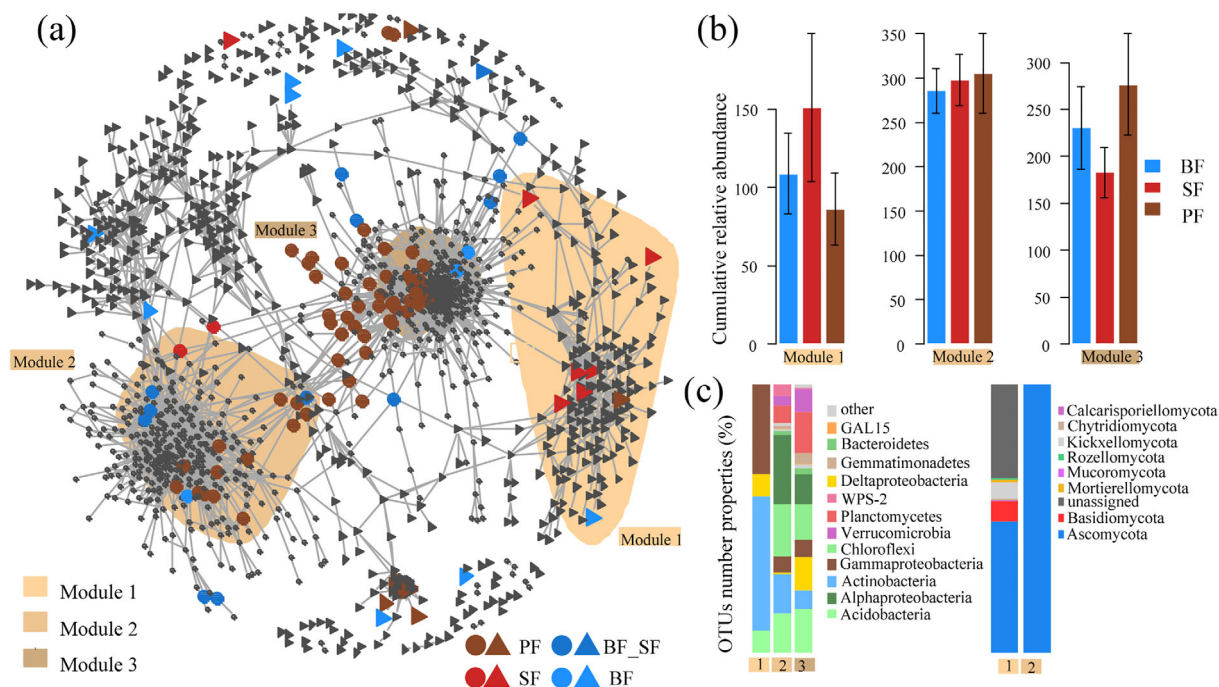 (a)
Module 3
Module 2
Module 1
Module 1
Module 2
Module 3
PF
BF_SF
SF
BF
(b)
Cumulative relative abundance
150
100
50
0
Module 1
350
300
250
200
150
100
50
0
Module 2
300
250
200
150
100
50
0
Module 3
BF
SF
PF
(c)
OTUs number properties (%)
1
2
3
other
GAL15
Bacteroidetes
Gemmatimonadetes
Deltaproteobacteria
WPS-2
Planctomycetes
Verrucomicrobia
Chloroflexi
Gammaproteobacteria
Actinobacteria
Alphaproteobacteria
Acidobacteria
1
2
Calcarisporiellomycota
Chytridiomycota
Kickxellomycota
Rozellomycota
Mucoromycota
Mortierellomycota
unassigned
Basidiomycota
Ascomycota